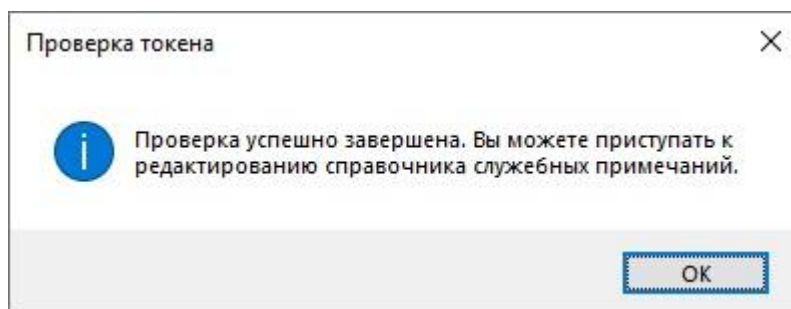 Проверка токена
Проверка успешно завершена. Вы можете приступать к
редактированию справочника служебных примечаний.
OK